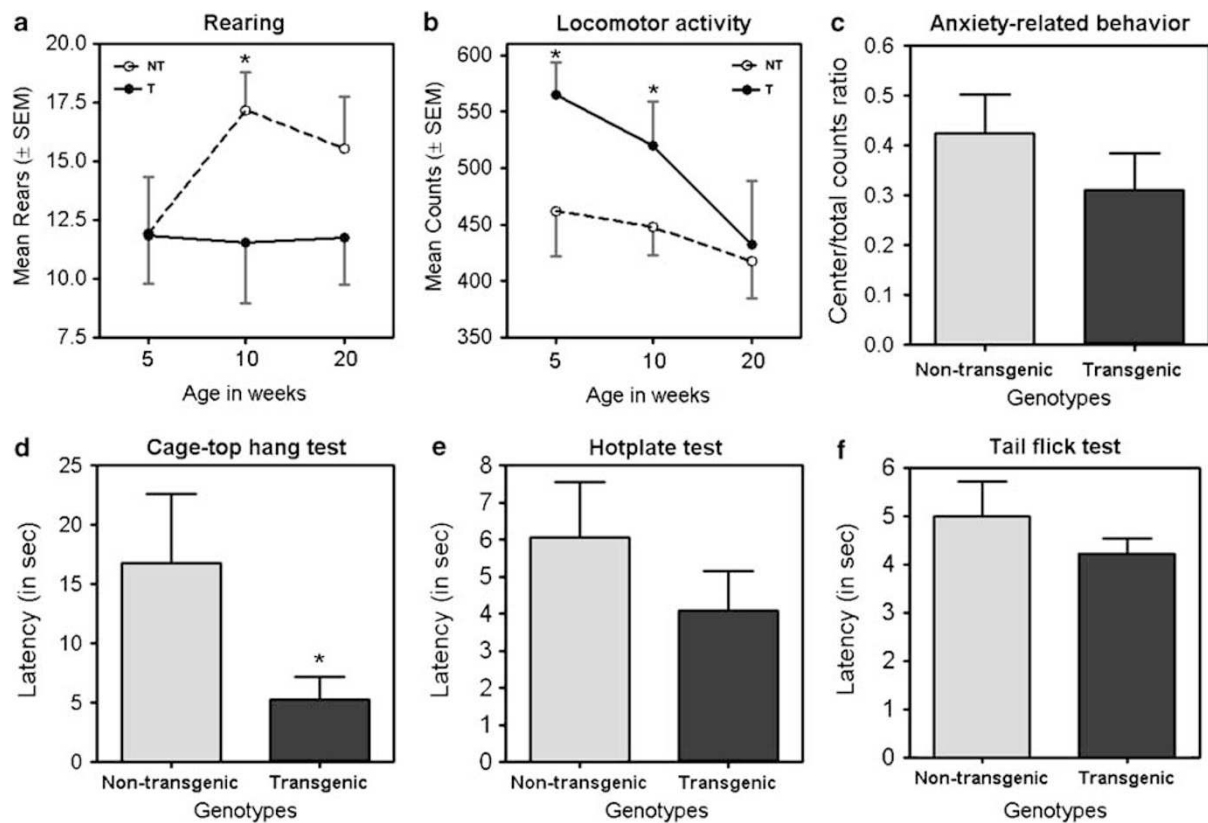 a Rearing
20.0
17.5
15.0
12.5
10.0
7.5
Mean Rears (± SEM)
NT
T
*
5 10 20
Age in weeks
b Locomotor activity
600
550
500
450
400
350
Mean Counts (± SEM)
NT
T
* *
5 10 20
Age in weeks
c Anxiety-related behavior
0.6
0.5
0.4
0.3
0.2
0.1
0.0
Center/total counts ratio
Non-transgenic Transgenic
Genotypes
d Cage-top hang test
25
20
15
10
5
0
Latency (in sec)
*
Non-transgenic Transgenic
Genotypes
e Hotplate test
8
7
6
5
4
3
2
1
0
Latency (in sec)
Non-transgenic Transgenic
Genotypes
f Tail flick test
6
5
4
3
2
1
0
Latency (in sec)
Non-transgenic Transgenic
Genotypes